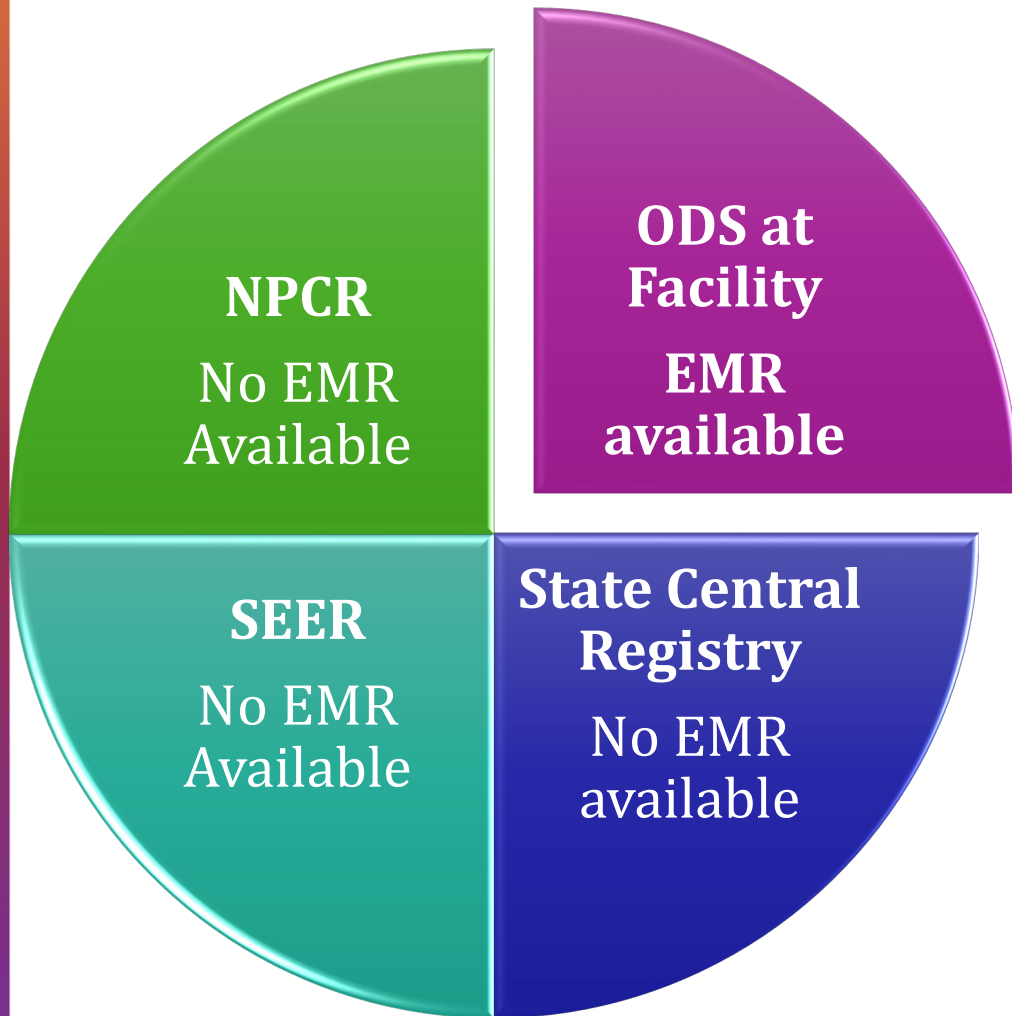 NPCR
No EMR
Available
ODS at
Facility
EMR
available
SEER
No EMR
Available
State Central
Registry
No EMR
available